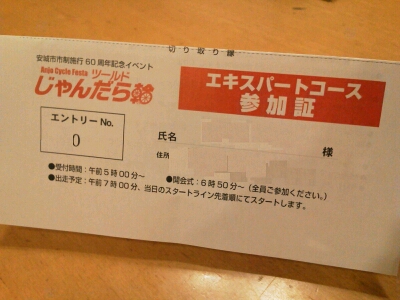 切り取り線
安城市市制施行60周年記念イベント
Anjo Cycle Festa ツールド
じゃんだらりん
エキスパートコース
参加証
エントリーNo.
0
氏名
様
住所
●受付時間：午前5時00分～
●開会式：6時50分～（全員ご参加ください。）
●出走予定：午前7時00分、当日のスタートライン先着順にてスタートします。